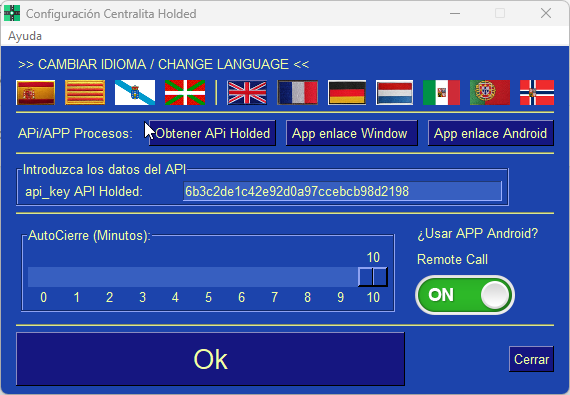 Configuración Centralita Holded
Ayuda
>> CAMBIAR IDIOMA / CHANGE LANGUAGE <<
APi/APP Procesos: Obtener APi Holded App enlace Window App enlace Android
Introduzca los datos del API
api_key API Holded: 6b3c2de1c42e92d0a97ccebcb98d2198
AutoCierre (Minutos):
10
0 1 2 3 4 5 6 7 8 9 10
¿Usar APP Android?
Remote Call
ON
Ok
Cerrar